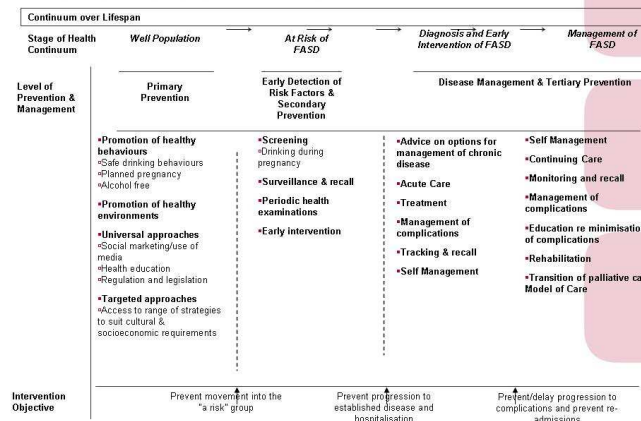 Continuum over Lifespan
Stage of Health
Continuum
Well Population
At Risk of
FASD
Diagnosis and Early
Intervention of FASD
Management of
FASD
Level of
Prevention &
Management
Primary
Prevention
Early Detection of
Risk Factors &
Secondary
Prevention
Disease Management & Tertiary Prevention
▪Promotion of healthy
behaviours
▫Safe drinking behaviours
▫Planned pregnancy
▫Alcohol free
▪Promotion of healthy
environments
▪Universal approaches
▫Social marketing/use of
media
▫Health education
▫Regulation and legislation
▪Targeted approaches
▫Access to range of strategies
to suit cultural &
socioeconomic requirements
▪Screening
▫Drinking during
pregnancy
▪Surveillance & recall
▪Periodic health
examinations
▪Early intervention
▪Advice on options for
management of chronic
disease
▪Acute Care
▪Treatment
▪Management of
complications
▪Tracking & recall
▪Self Management
▪Self Management
▪Continuing Care
▪Monitoring and recall
▪Management of
complications
▪Education re minimisatio
of complications
▪Rehabilitation
▪Transition of palliative ca
Model of Care
Intervention
Objective
Prevent movement into the
"a risk" group
Prevent progression to
established disease and
hospitalisation
Prevent/delay progression to
complications and prevent re-
admissions